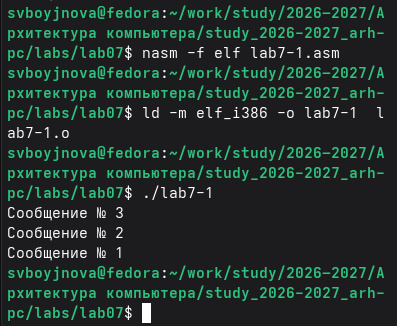 svboyjnova@fedora:~/work/study/2026-2027/А
рхитектура компьютера/study_2026-2027_arh-
pc/labs/lab07$ nasm -f elf lab7-1.asm
svboyjnova@fedora:~/work/study/2026-2027/А
рхитектура компьютера/study_2026-2027_arh-
pc/labs/lab07$ ld -m elf_i386 -o lab7-1  l
ab7-1.o
svboyjnova@fedora:~/work/study/2026-2027/А
рхитектура компьютера/study_2026-2027_arh-
pc/labs/lab07$ ./lab7-1
Сообщение № 3
Сообщение № 2
Сообщение № 1
svboyjnova@fedora:~/work/study/2026-2027/А
рхитектура компьютера/study_2026-2027_arh-
pc/labs/lab07$